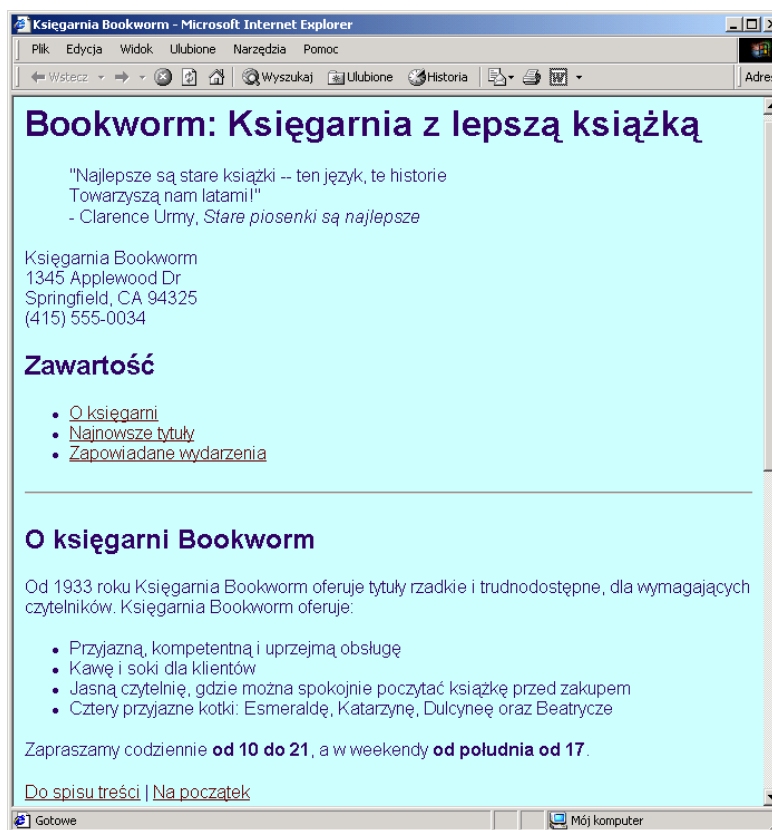 Księgarnia Bookworm - Microsoft Internet Explorer
Plik Edycja Widok Ulubione Narzędzia Pomoc
Wstecz Wyszukaj Ulubione Historia Adres
Bookworm: Księgarnia z lepszą książką
"Najlepsze są stare książki -- ten język, te historie
Towarzyszą nam latami!"
- Clarence Urmy, Stare piosenki są najlepsze
Księgarnia Bookworm
1345 Applewood Dr
Springfield, CA 94325
(415) 555-0034
Zawartość
• O księgarni
• Najnowsze tytuły
• Zapowiadane wydarzenia
O księgarni Bookworm
Od 1933 roku Księgarnia Bookworm oferuje tytuły rzadkie i trudnodostępne, dla wymagających
czytelników. Księgarnia Bookworm oferuje:
• Przyjazną, kompetentną i uprzejmą obsługę
• Kawę i soki dla klientów
• Jasną czytelnię, gdzie można spokojnie poczytać książkę przed zakupem
• Cztery przyjazne kotki: Esmeraldę, Katarzynę, Dulcyneę oraz Beatrycze
Zapraszamy codziennie od 10 do 21, a w weekendy od południa od 17.
Do spisu treści | Na początek
Gotowe Mój komputer